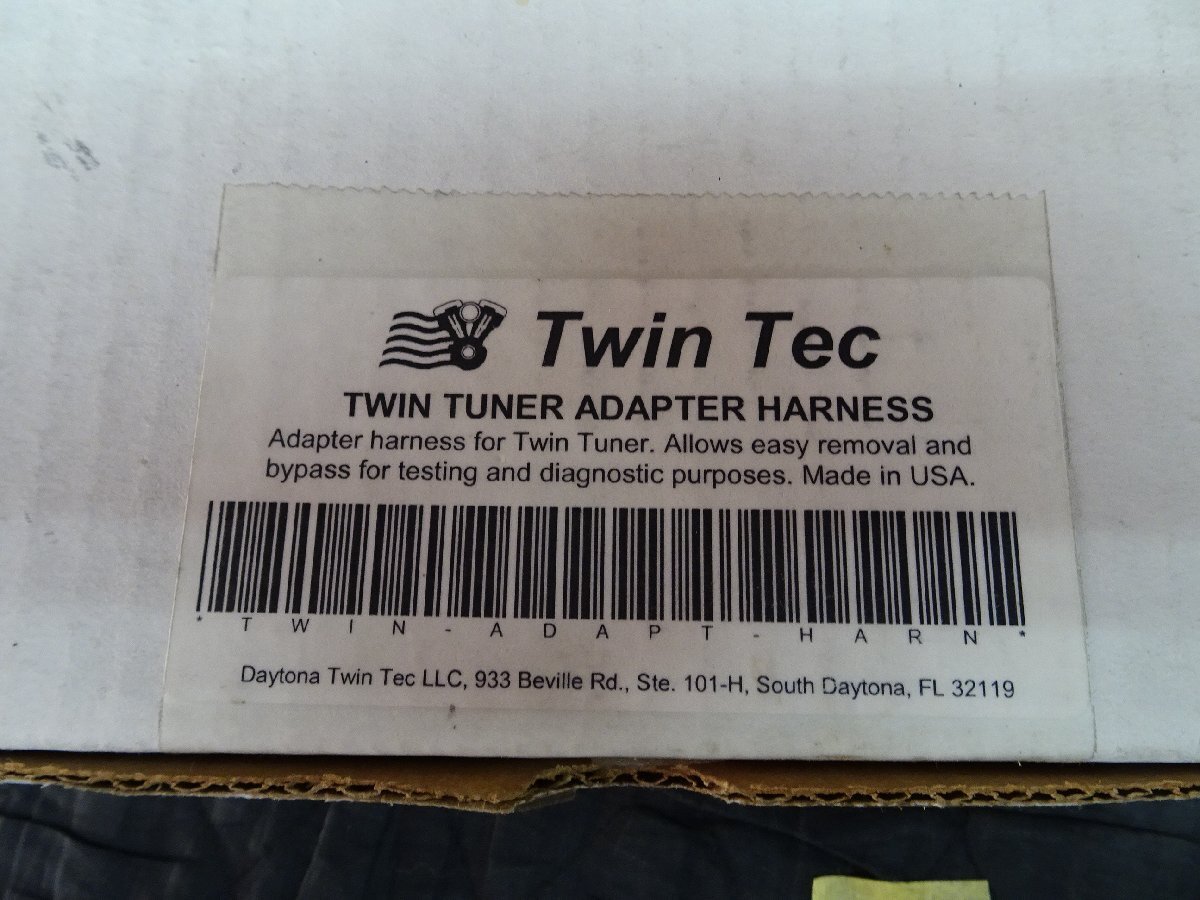 Twin Tec
TWIN TUNER ADAPTER HARNESS
Adapter harness for Twin Tuner. Allows easy removal and
bypass for testing and diagnostic purposes. Made in USA.
*TWIN-ADAPT-HARN*
Daytona Twin Tec LLC, 933 Beville Rd., Ste. 101-H, South Daytona, FL 32119